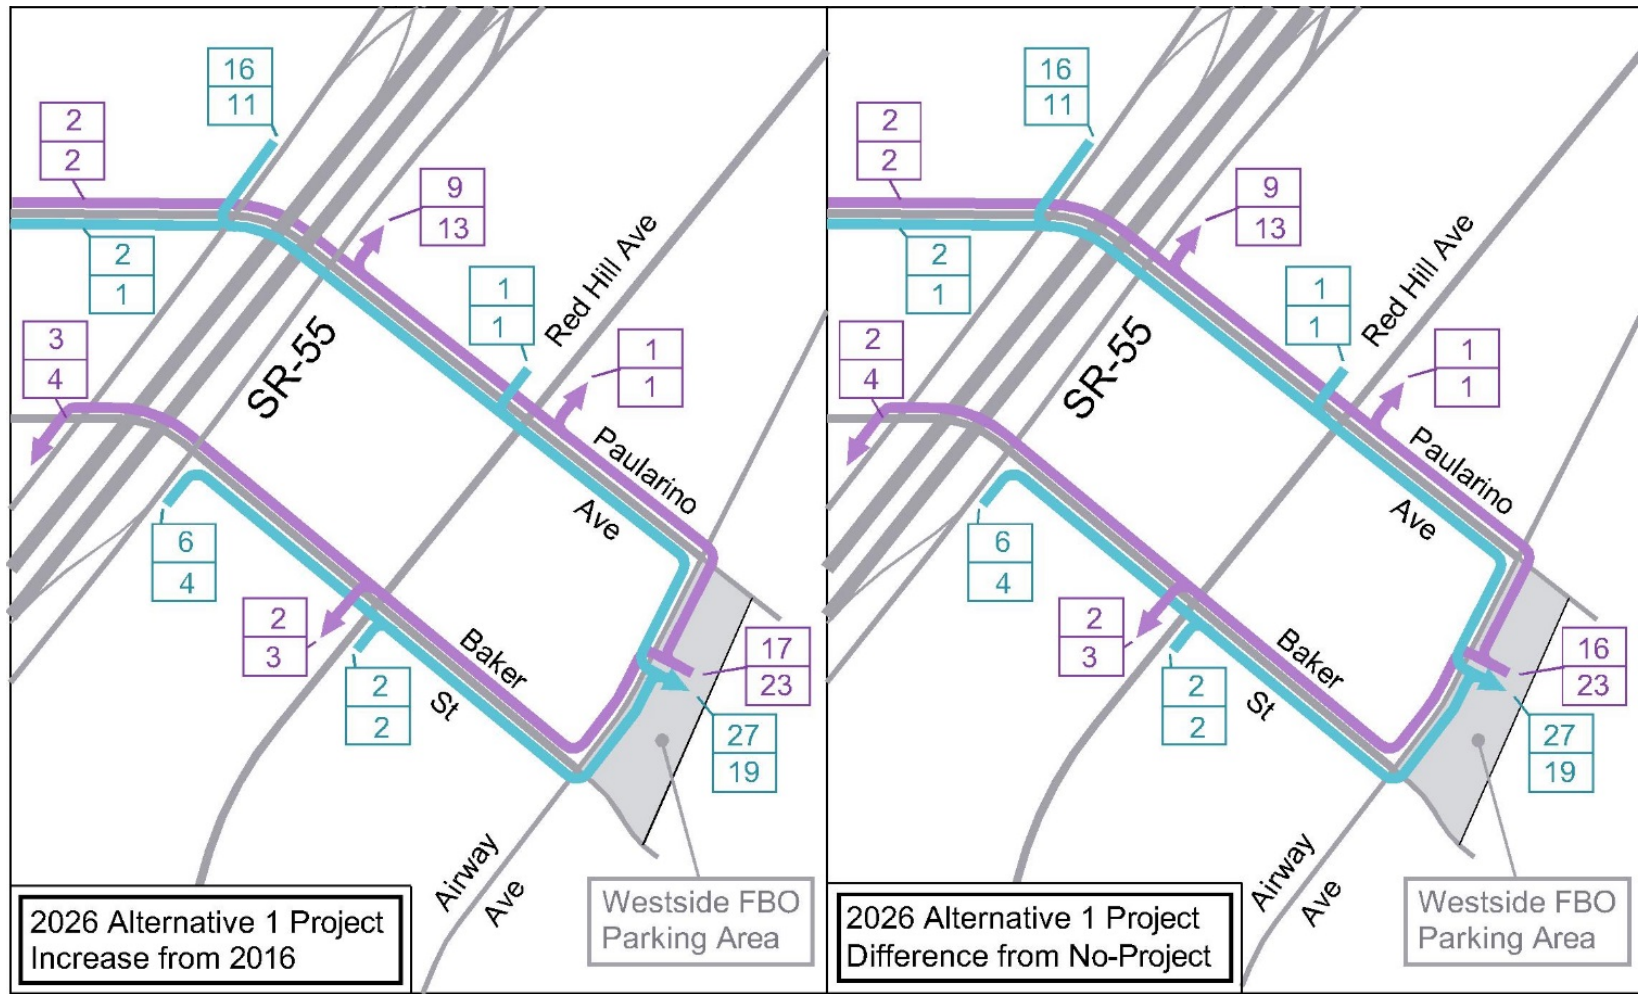 16
11
2
2
9
13
2
1
1
1
Red Hill Ave
3
4
SR-55
1
1
Paularino
Ave
6
4
2
3
Baker
St
2
2
17
23
27
19
Airway
Ave
Westside FBO
Parking Area
2026 Alternative 1 Project
Increase from 2016
16
11
2
2
9
13
2
1
1
1
Red Hill Ave
2
4
SR-55
1
1
Paularino
Ave
6
4
2
3
Baker
St
2
2
16
23
27
19
Airway
Ave
Westside FBO
Parking Area
2026 Alternative 1 Project
Difference from No-Project